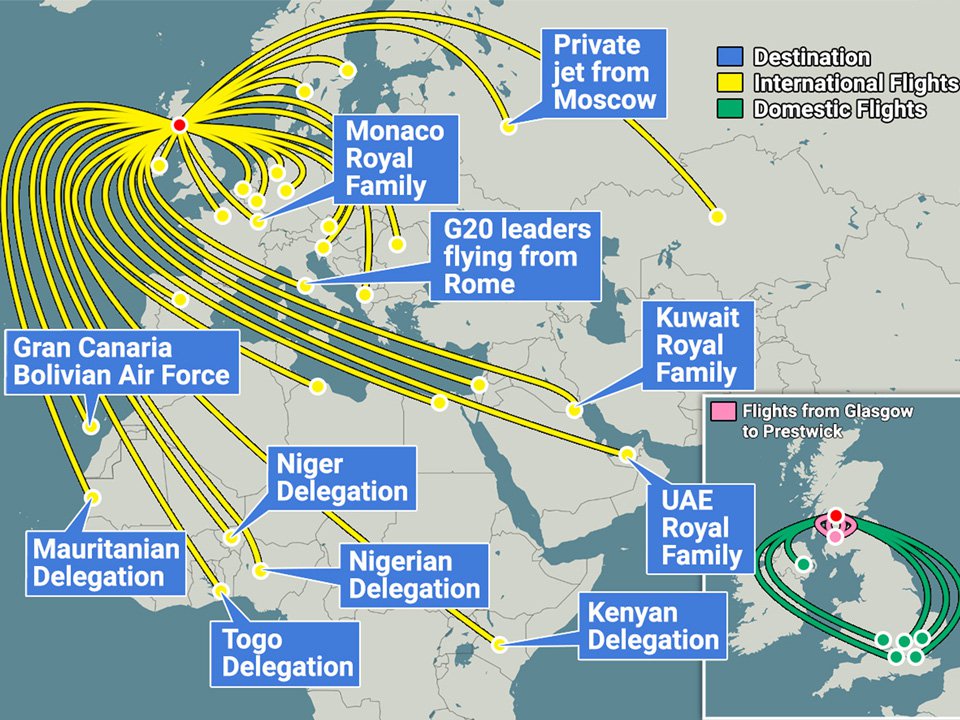 Private
jet from
Moscow
Destination
International Flights
Domestic Flights
Monaco
Royal
Family
G20 leaders
flying from
Rome
Kuwait
Royal
Family
Gran Canaria
Bolivian Air Force
Flights from Glasgow
to Prestwick
Niger
Delegation
UAE
Royal
Family
Mauritanian
Delegation
Nigerian
Delegation
Kenyan
Delegation
Togo
Delegation